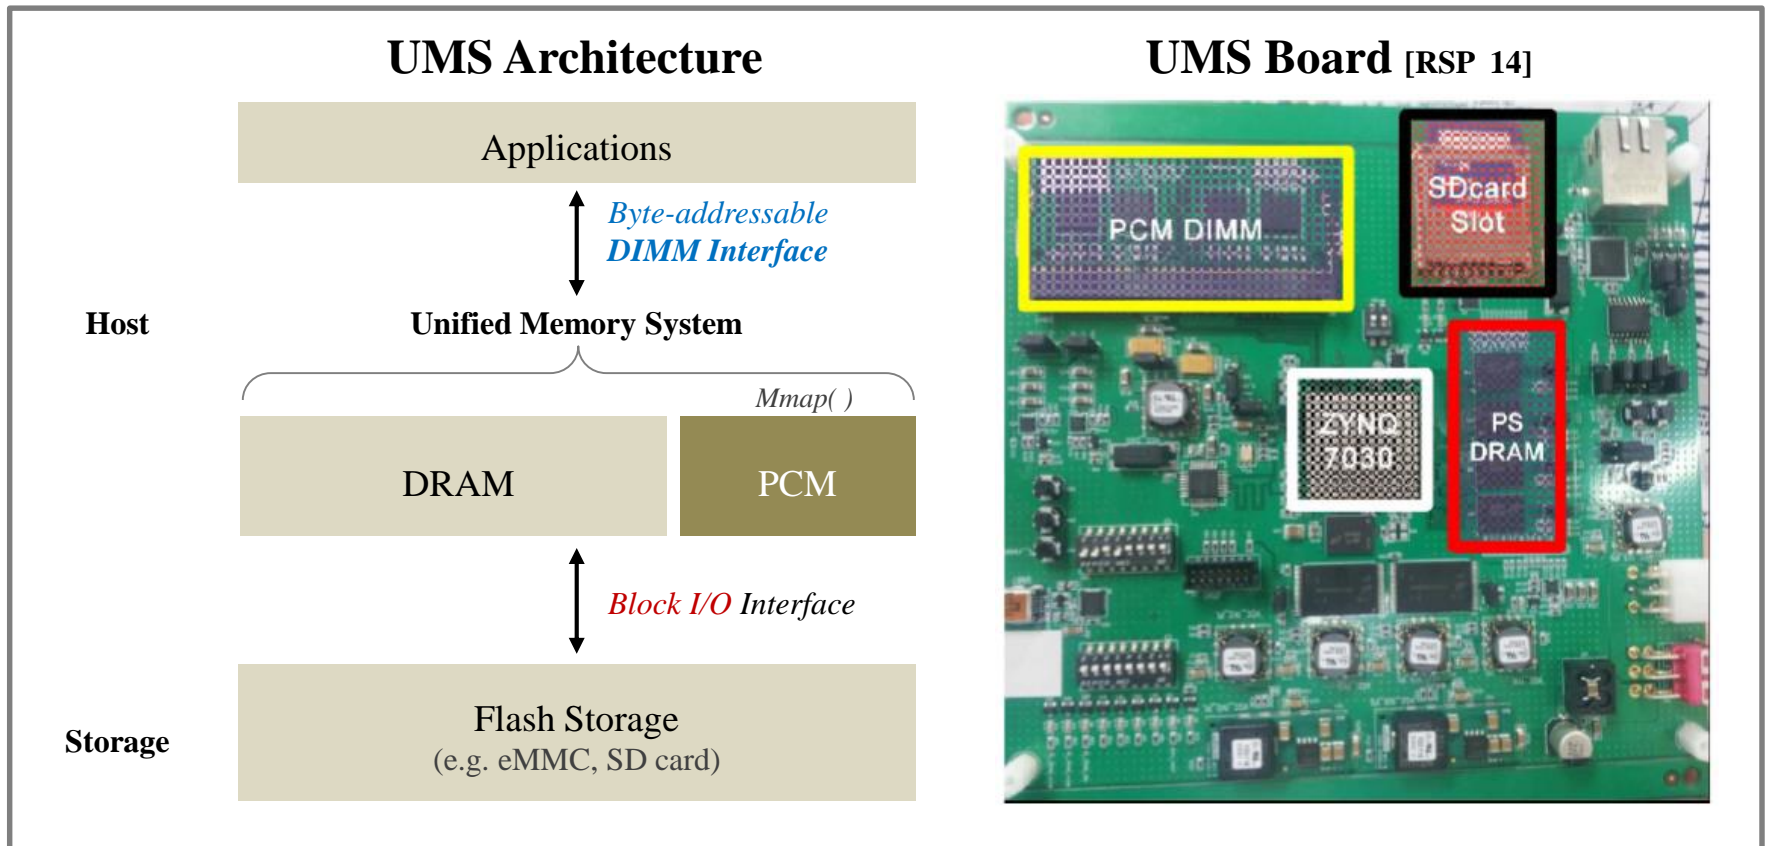 UMS Architecture
Applications
Byte-addressable
DIMM Interface
Host
Unified Memory System
Mmap( )
DRAM
PCM
Block I/O Interface
Storage
Flash Storage
(e.g. eMMC, SD card)
UMS Board [RSP 14]
PCM DIMM
SDcard
Slot
ZYNQ
7030
PS
DRAM